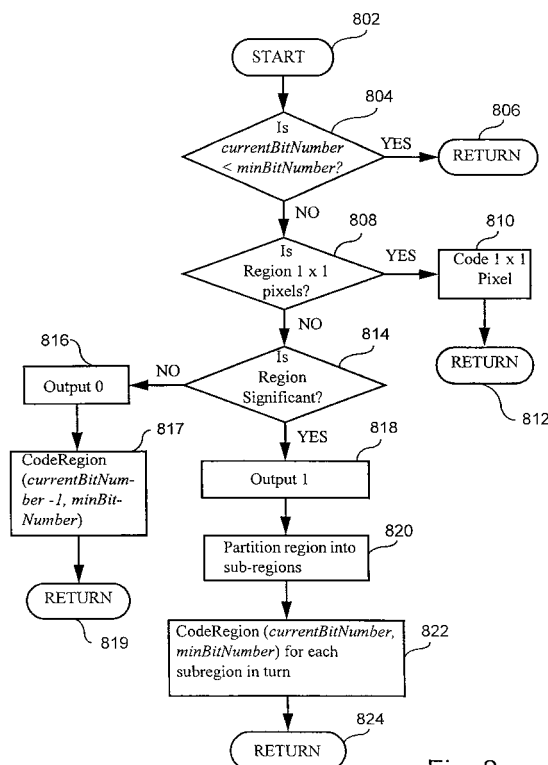 802
START
804
Is
currentBitNumber
< minBitNumber?
YES
806
RETURN
NO
808
Is
Region 1 x 1
pixels?
YES
810
Code 1 x 1
Pixel
NO
RETURN
812
814
Is
Region
Significant?
NO
816
Output 0
817
CodeRegion
(currentBitNum-
ber -1, minBit-
Number)
RETURN
819
YES
818
Output 1
820
Partition region into
sub-regions
822
CodeRegion (currentBitNumber,
minBitNumber) for each
subregion in turn
824
RETURN